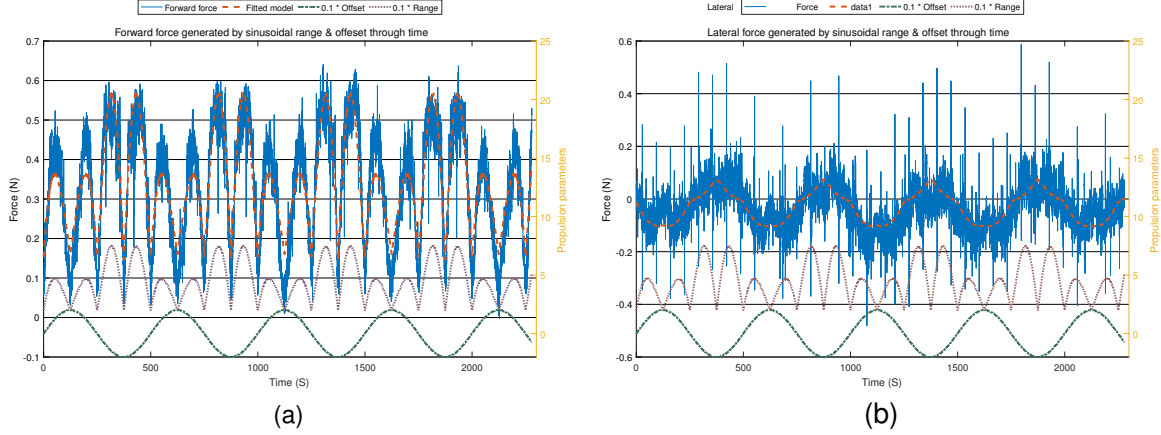 Forward force Fitted model 0.1 * Offset 0.1 * Range
Forward force generated by sinusoidal range & offeset through time
0.7
0.6
0.5
0.4
0.3
0.2
0.1
0
-0.1
Force (N)
25
20
15
10
5
0
Propulsion parameters
0 500 1000 1500 2000
Time (S)
(a)
Lateral Force data1 0.1 * Offset 0.1 * Range
Lateral force generated by sinusoidal range & offeset through time
0.6
0.4
0.2
0
-0.2
-0.4
-0.6
Force (N)
25
20
15
10
5
0
Propulsion parameters
0 500 1000 1500 2000
Time (S)
(b)